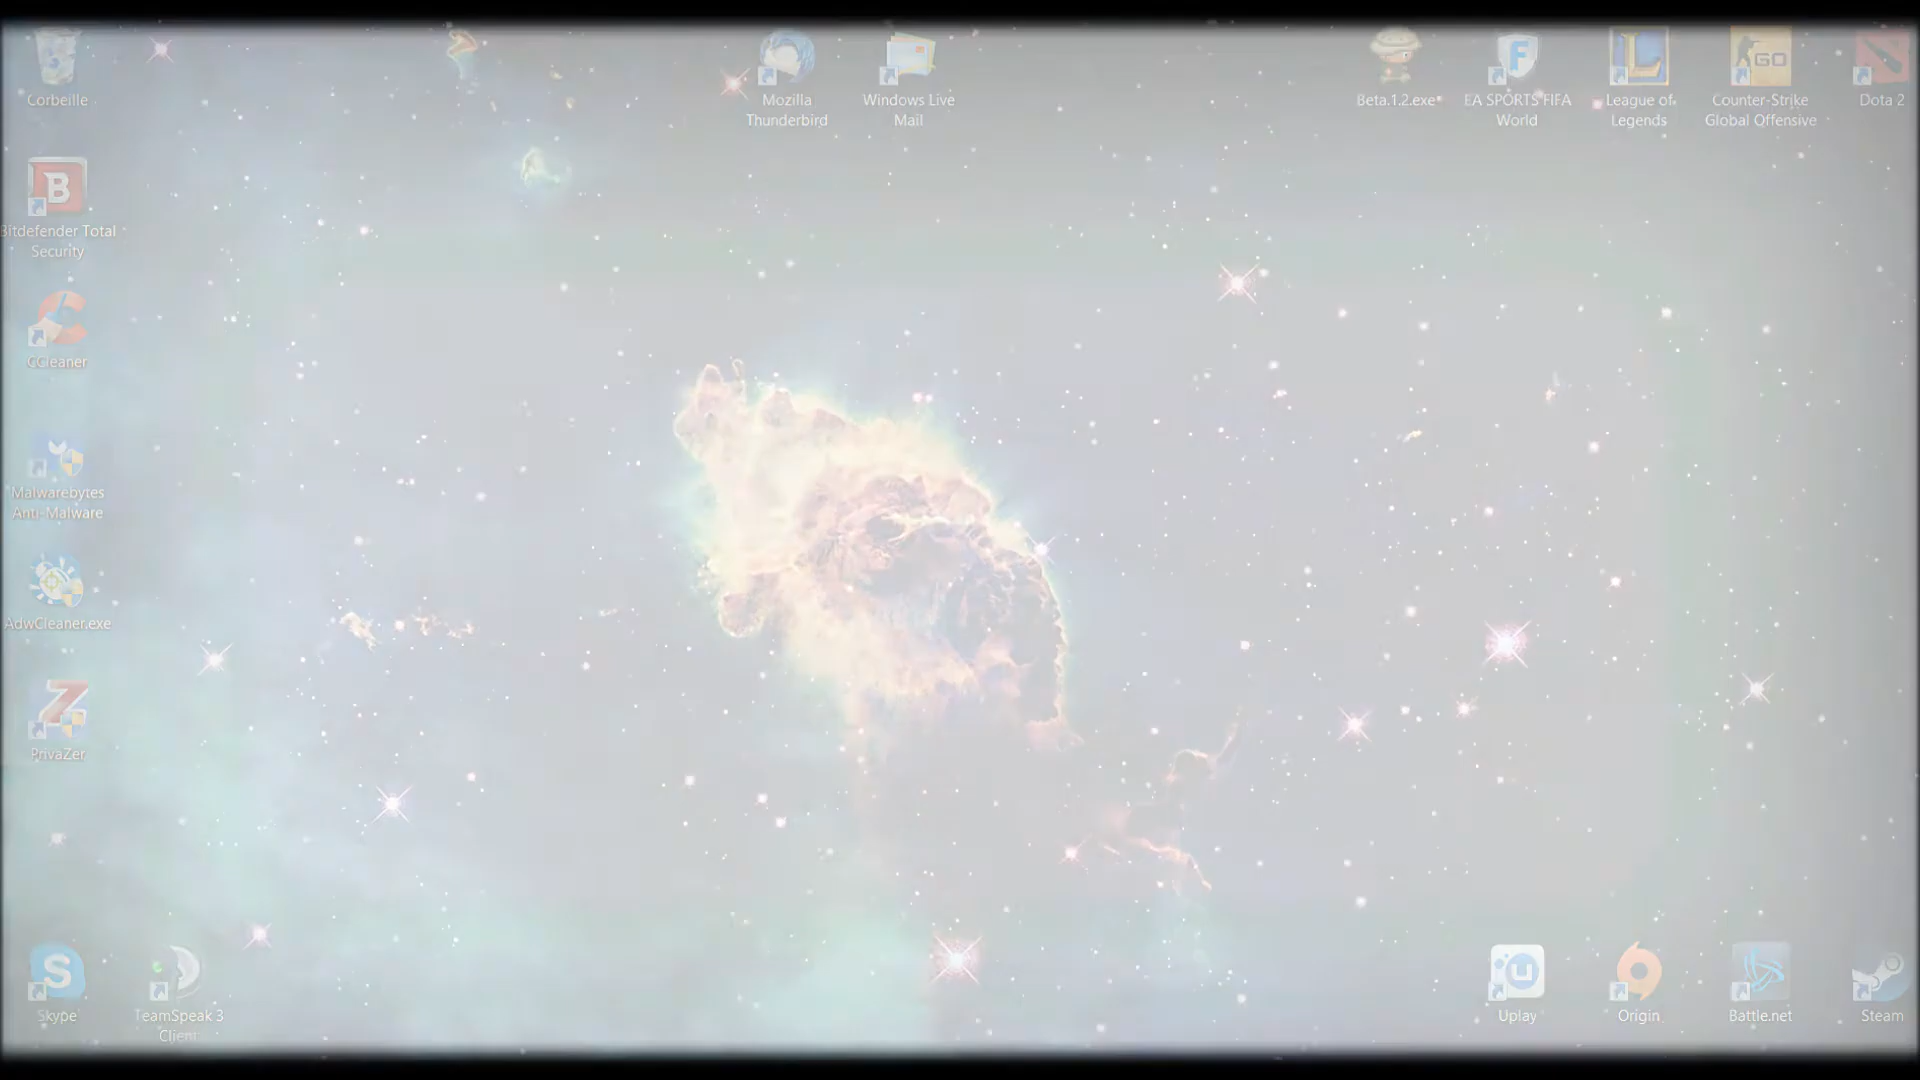 Corbeille
Mozilla
Thunderbird
Windows Live
Mail
Beta.1.2.exe
EA SPORTS FIFA
World
League of
Legends
Counter-Strike
Global Offensive
Dota 2
Bitdefender Total
Security
CCleaner
Malwarebytes
Anti-Malware
AdwCleaner.exe
PrivaZer
Skype
TeamSpeak 3
Client
Uplay
Origin
Battle.net
Steam
B
F
L
GO
Z
S
U